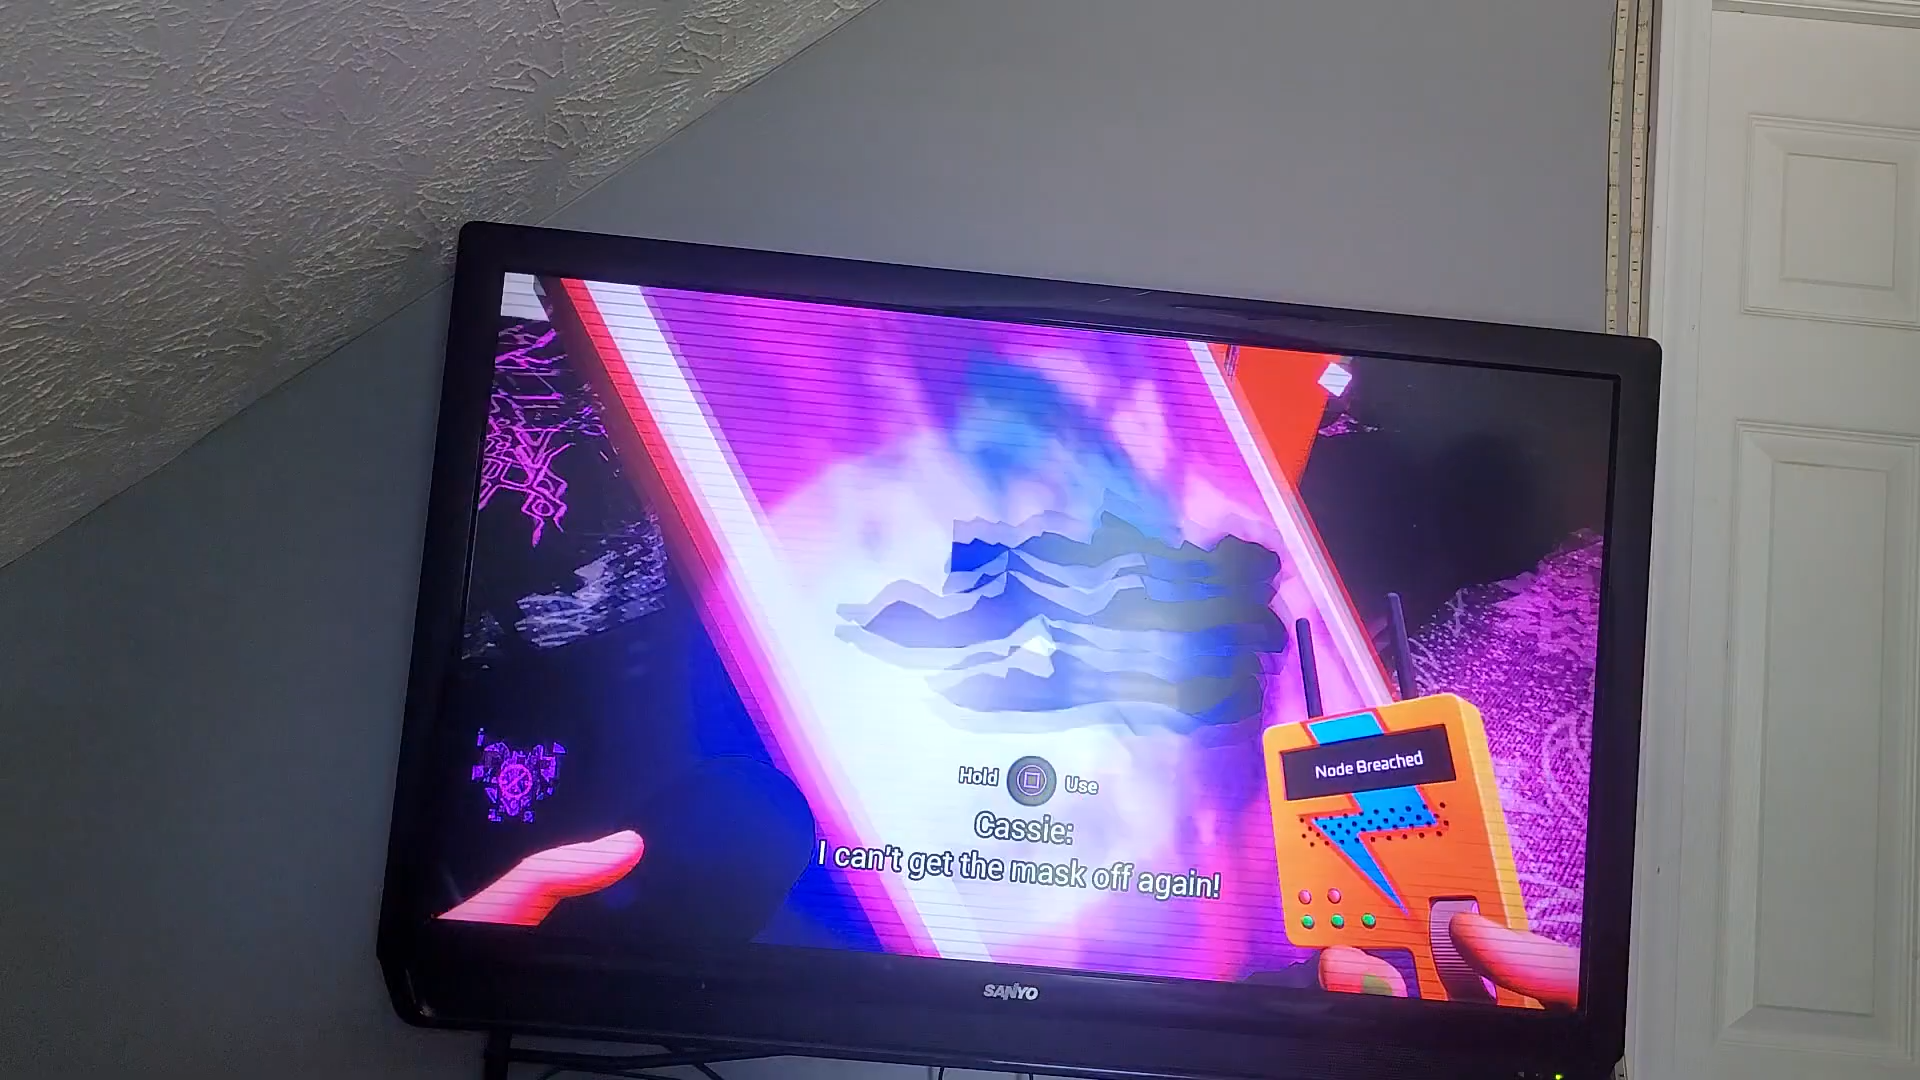 Node Breached
Hold Use
Cassie:
I can't get the mask off again!
SANYO